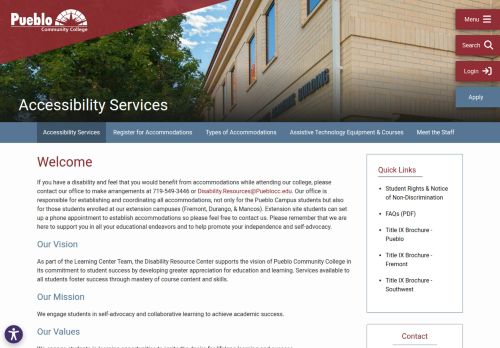 Pueblo
Community College
Menu
Search
Login
Apply
ACADEMIC BUILDING
Accessibility Services
Accessibility Services
Register for Accommodations
Types of Accommodations
Assistive Technology Equipment & Courses
Meet the Staff
Welcome
If you have a disability and feel that you would benefit from accommodations while attending our college,
please contact our office to make arrangements at 719-549-3446 or Disability.Resources@Pueblocc.edu. Our office is
responsible for establishing and coordinating all accommodations, not only for the Pueblo Campus students but also
for those students enrolled at our extension campuses (Fremont, Durango, & Mancos). Extension site students can set
up a phone appointment to establish accommodations so please feel free to contact us. Please remember that we are
here to support you in all your educational endeavors and to help promote your independence and self-advocacy.
Our Vision
As part of the Learning Center Team, the Disability Resource Center supports the vision of Pueblo Community College in
its commitment to student success by developing greater appreciation for education and learning. Services available to
all students foster success through mastery of course content and skills.
Our Mission
We engage students in self-advocacy and collaborative learning to achieve academic success.
Our Values
Quick Links
Student Rights & Notice
of Non-Discrimination
FAQs (PDF)
Title IX Brochure -
Pueblo
Title IX Brochure -
Fremont
Title IX Brochure -
Southwest
Contact